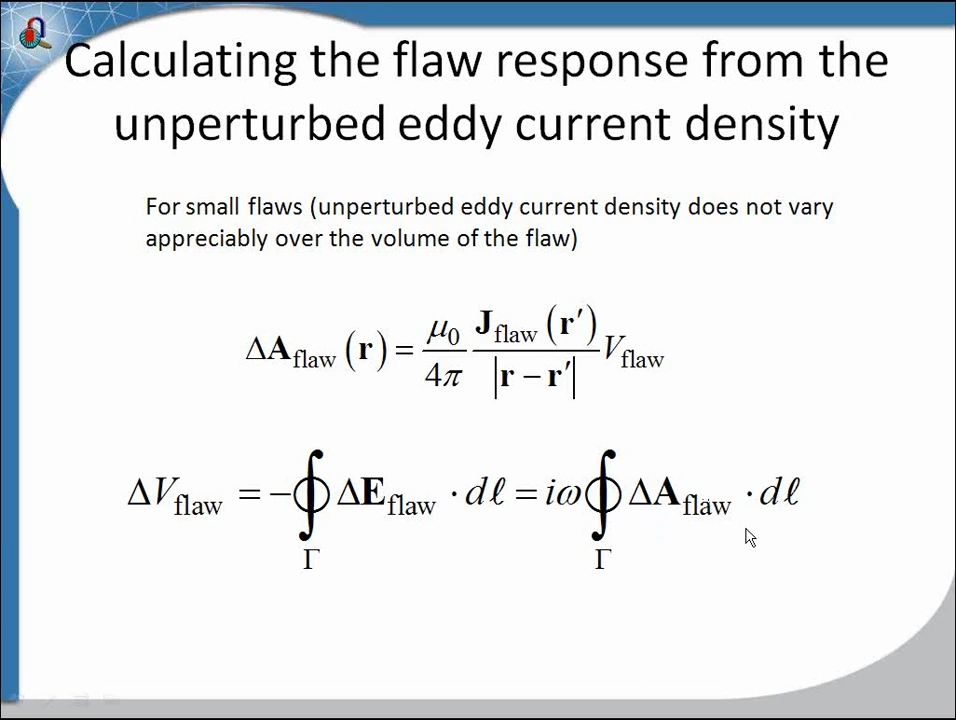 Calculating the flaw response from the
unperturbed eddy current density
For small flaws (unperturbed eddy current density does not vary
appreciably over the volume of the flaw)
Δ𝐀_flaw (𝐫) = μ₀/4π 𝐉_flaw (𝐫′)/|𝐫 − 𝐫′| V_flaw
ΔV_flaw = −∮_Γ Δ𝐄_flaw · dℓ = iω∮_Γ Δ𝐀_flaw · dℓ